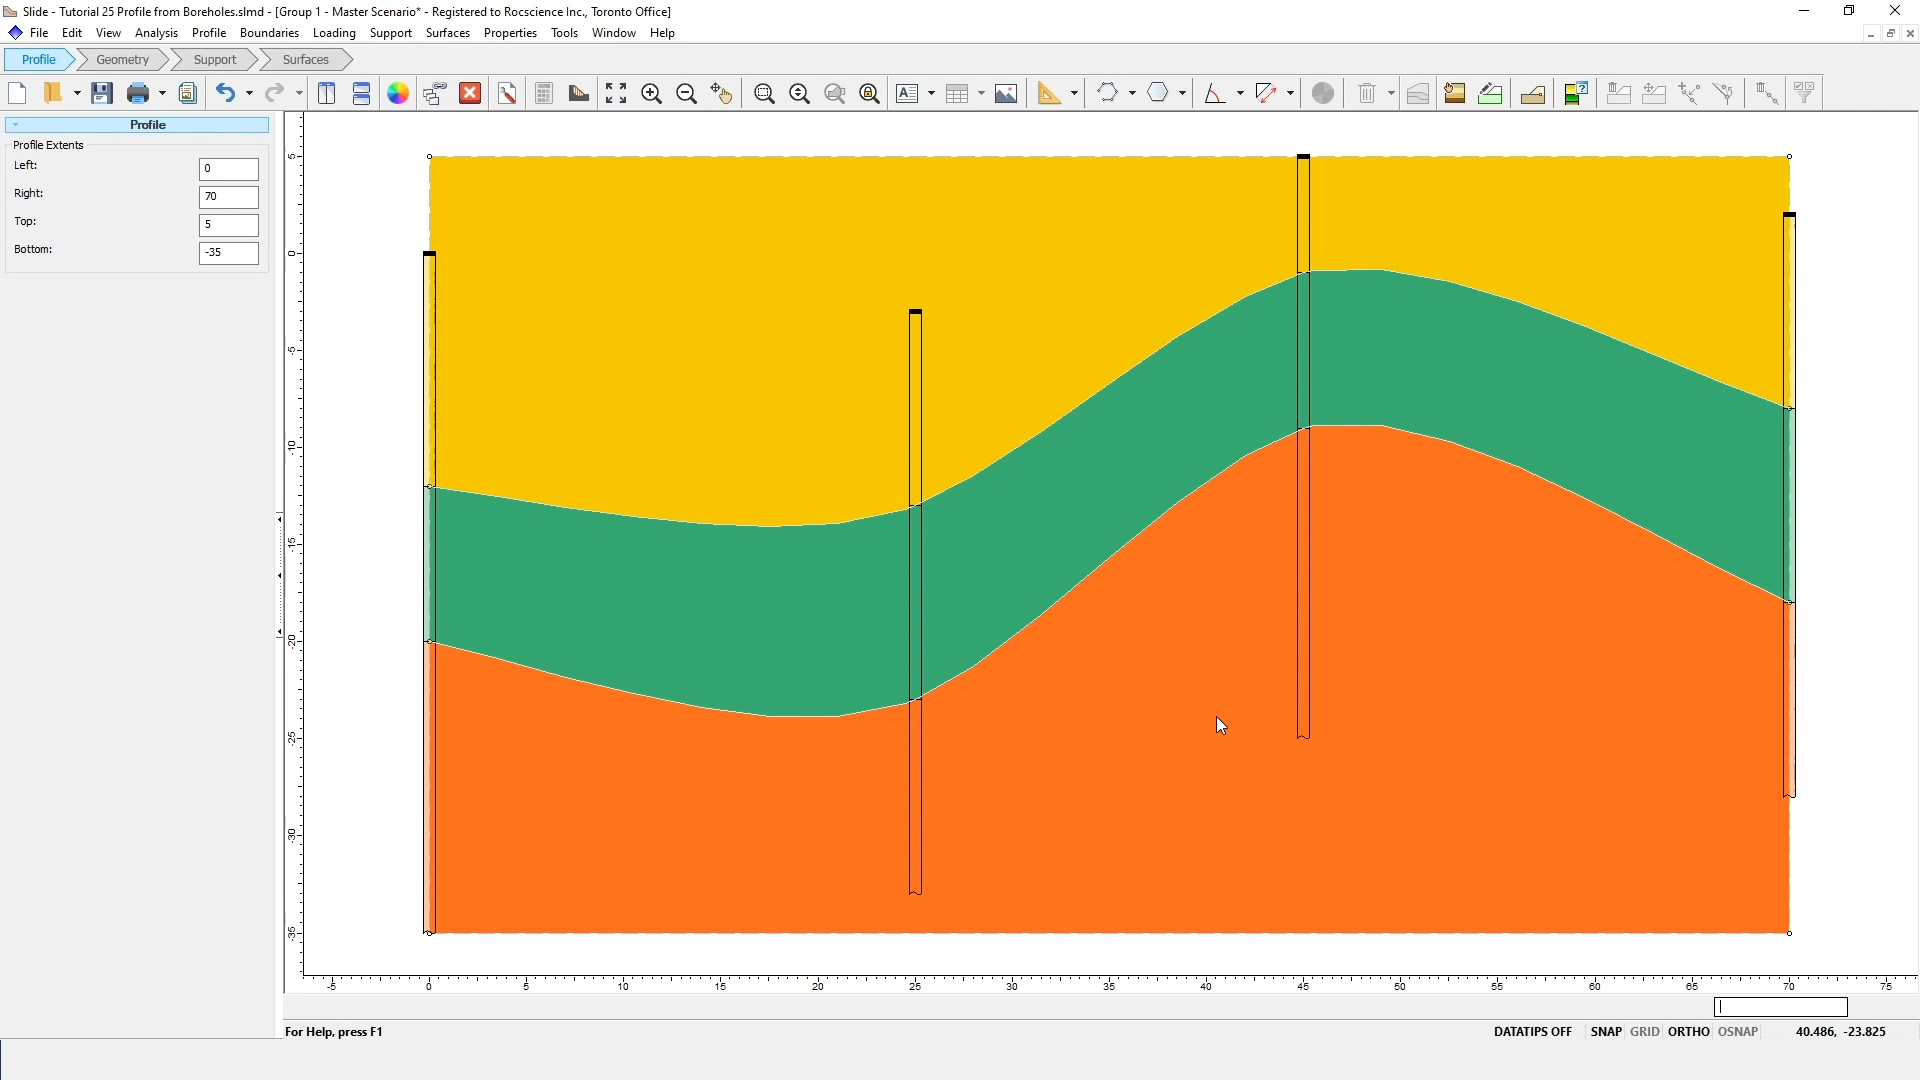 Slide - Tutorial 25 Profile from Boreholes.slmd - [Group 1 - Master Scenario* - Registered to Rocscience Inc., Toronto Office]
File Edit View Analysis Profile Boundaries Loading Support Surfaces Properties Tools Window Help
Profile Geometry Support Surfaces
Profile
Profile Extents
Left: 0
Right: 70
Top: 5
Bottom: -35
5
0
-5
-10
-15
-20
-25
-30
-35
-5 0 5 10 15 20 25 30 35 40 45 50 55 60 65 70 75
For Help, press F1
DATATIPS OFF SNAP GRID ORTHO OSNAP 40.486, -23.825